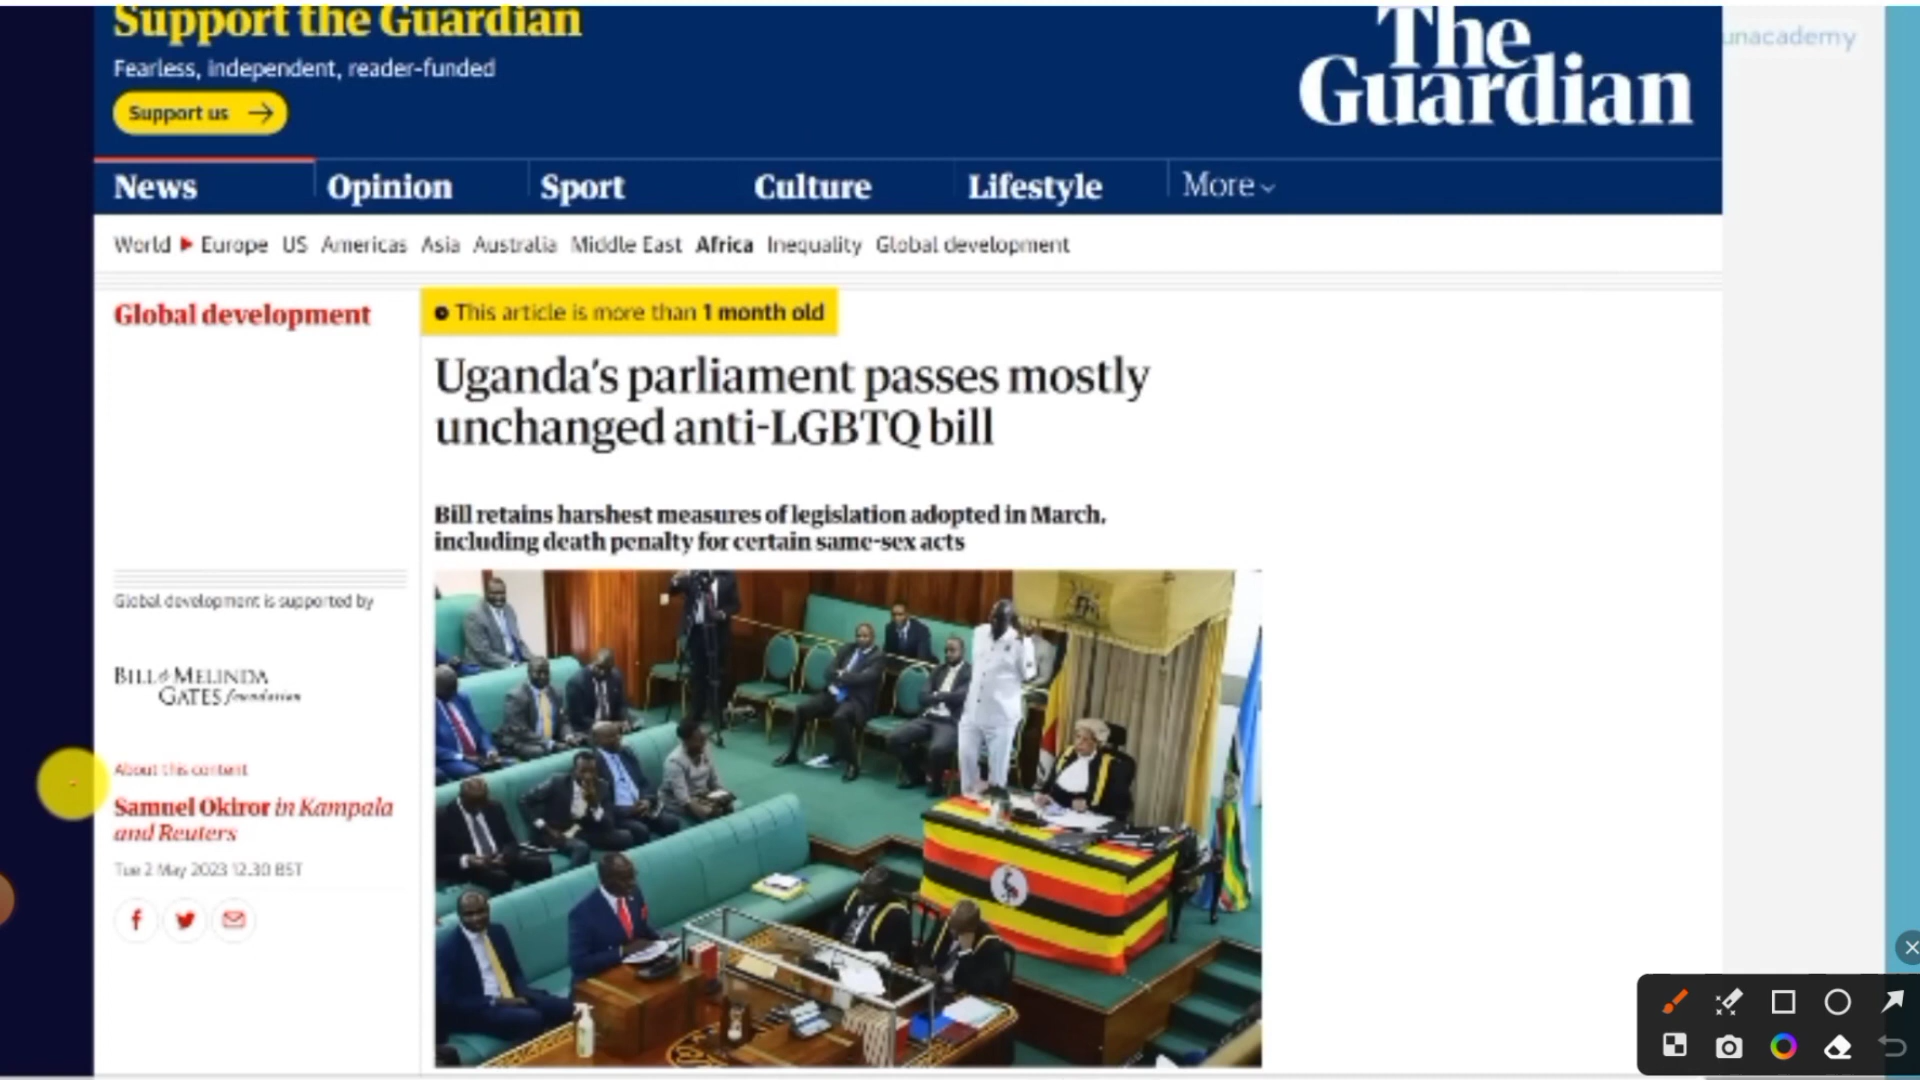 Support the Guardian
Fearless, independent, reader-funded
Support us
The
Guardian
unacademy
News
Opinion
Sport
Culture
Lifestyle
More
World
Europe
US
Americas
Asia
Australia
Middle East
Africa
Inequality
Global development
Global development
This article is more than 1 month old
Uganda's parliament passes mostly
unchanged anti-LGBTQ bill
Bill retains harshest measures of legislation adopted in March,
including death penalty for certain same-sex acts
Global development is supported by
BILL & MELINDA
GATES foundation
About this content
Samuel Okiror in Kampala
and Reuters
Tue 2 May 2023 12.30 BST